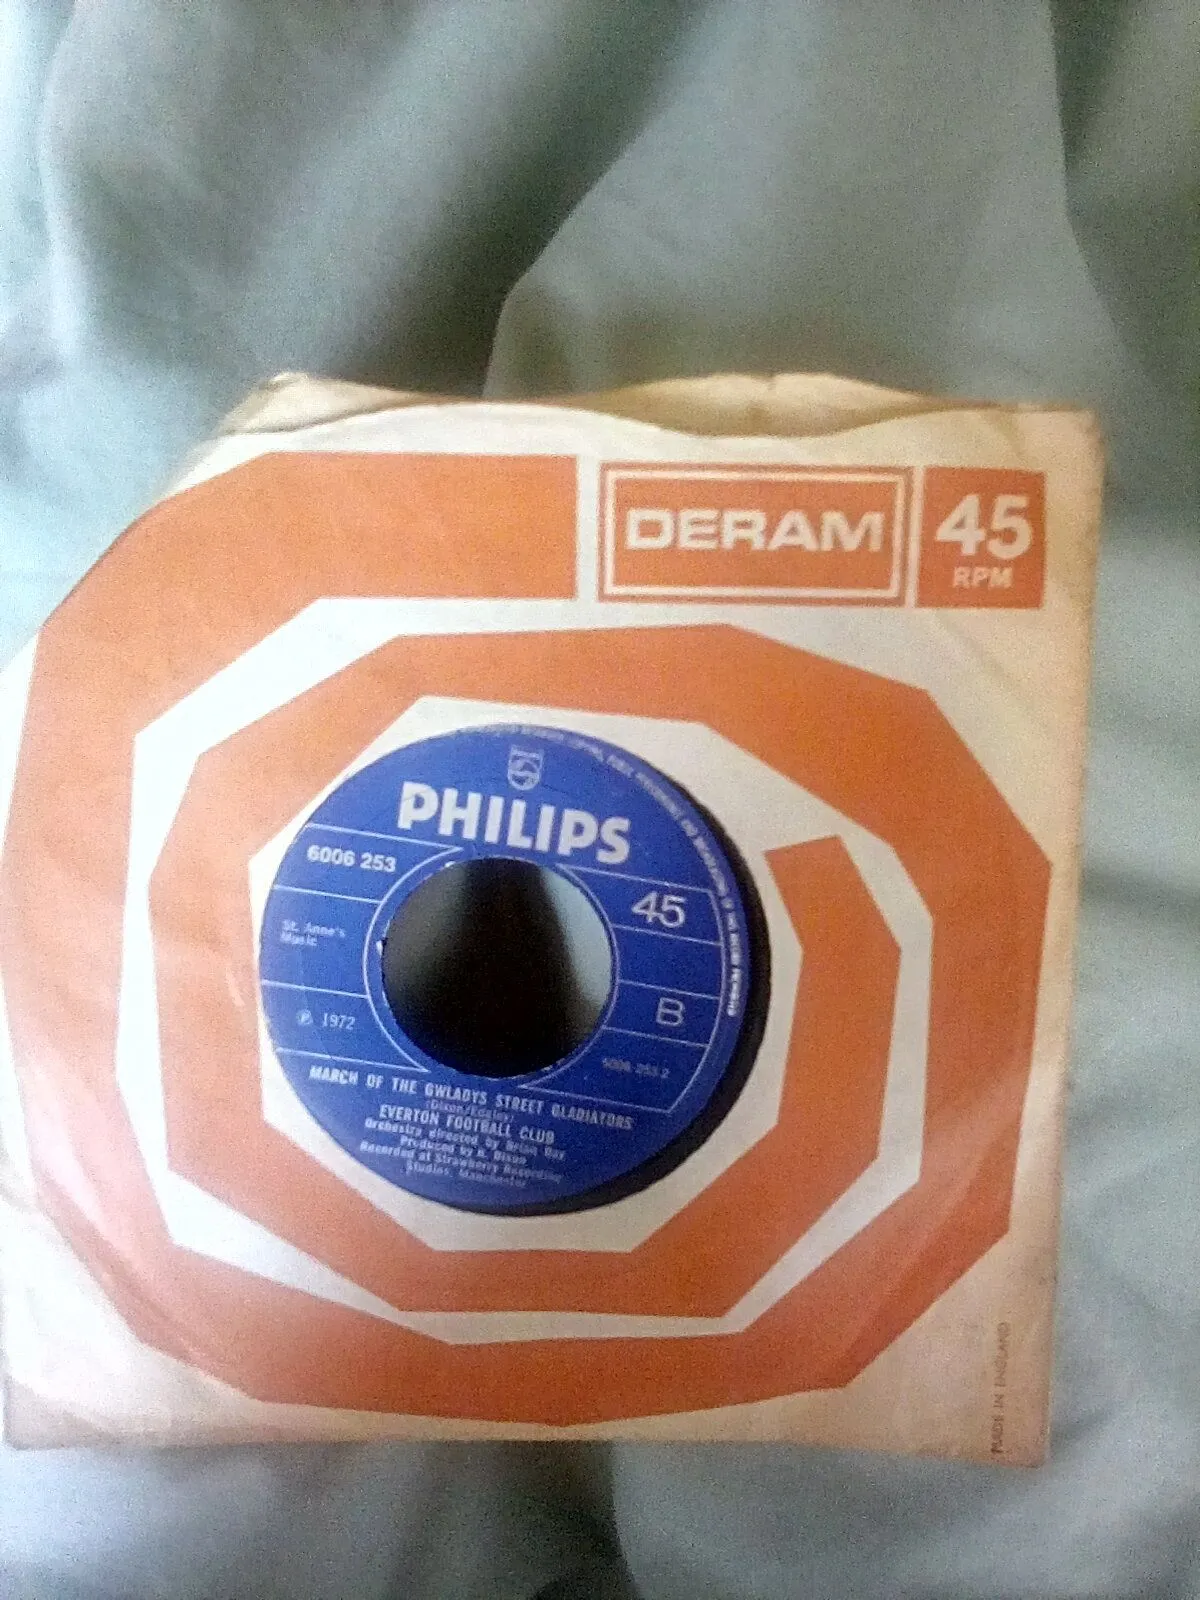 DERAM
45
RPM
PHILIPS
6006 253
45
St. Anne's
Music
B
℗ 1972
6006 253 2
MARCH OF THE GWLADYS STREET GLADIATORS
EVERTON FOOTBALL CLUB
Orchestra directed by Brian Day
Produced by K. Dixon
Recorded at Strawberry Recording
Studios, Manchester
MADE IN ENGLAND